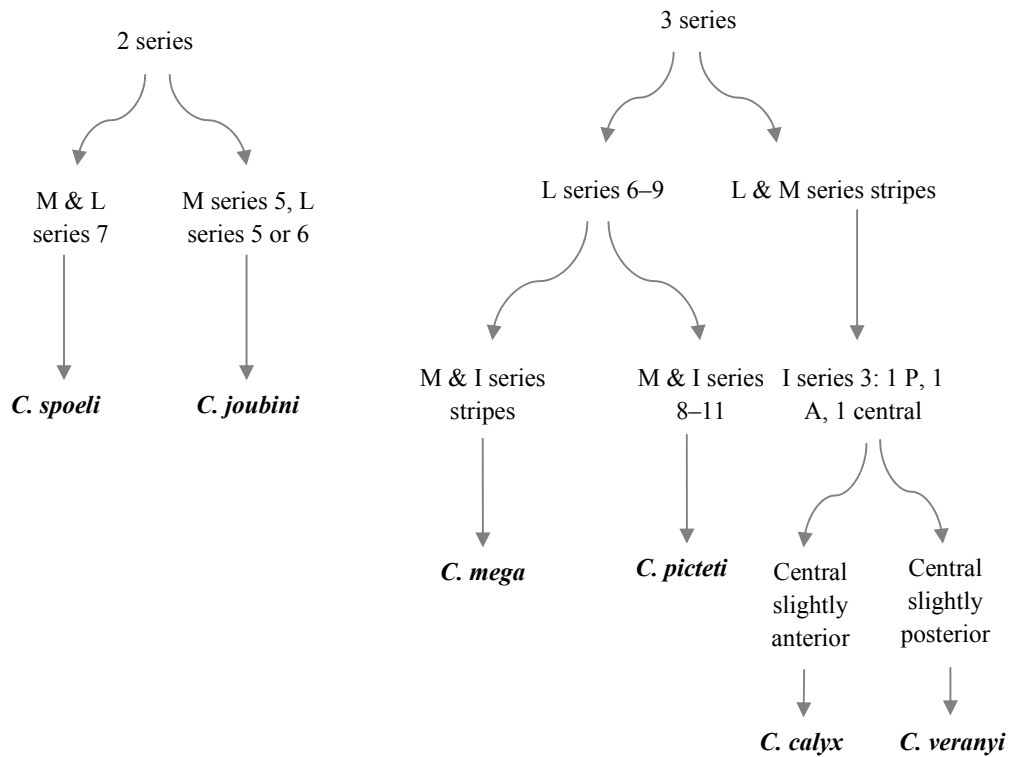 2 series
M & L
series 7
C. spoeli
M series 5, L
series 5 or 6
C. joubini
3 series
L series 6–9
M & I series
stripes
C. mega
M & I series
8–11
C. picteti
L & M series stripes
I series 3: 1 P, 1
A, 1 central
Central
slightly
anterior
C. calyx
Central
slightly
posterior
C. veranyi